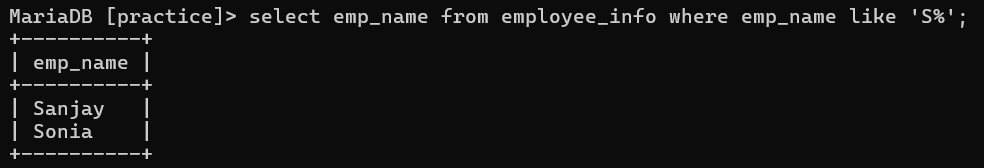 MariaDB [practice]> select emp_name from employee_info where emp_name like 'S%';
+----------+
| emp_name |
+----------+
| Sanjay   |
| Sonia    |
+----------+